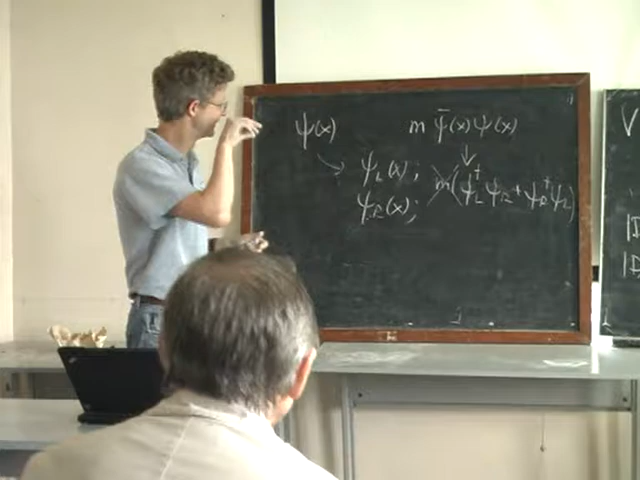 ψ(x) m ψ̄(x) ψ(x)
↘ ψ_L(x); ↓ m(ψ_L† ψ_R + ψ_R† ψ_L)
ψ_R(x);
V
|D
|D